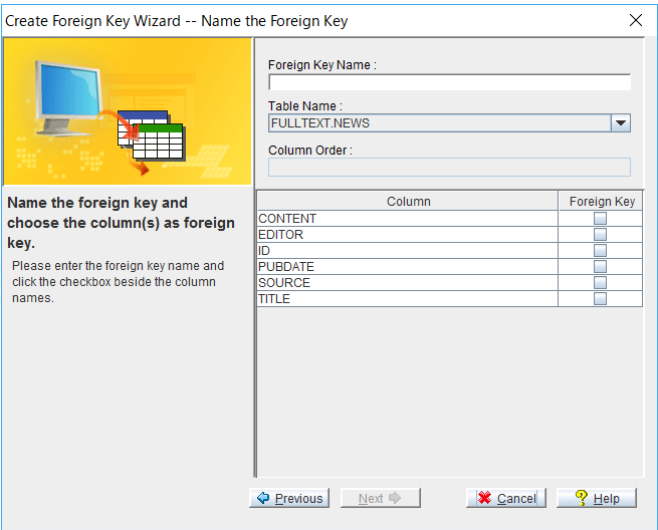 Create Foreign Key Wizard -- Name the Foreign Key
Name the foreign key and
choose the column(s) as foreign
key.
Please enter the foreign key name and
click the checkbox beside the column
names.
Foreign Key Name :
Table Name :
FULLTEXT.NEWS
Column Order :
Column Foreign Key
CONTENT
EDITOR
ID
PUBDATE
SOURCE
TITLE
Previous Next Cancel Help